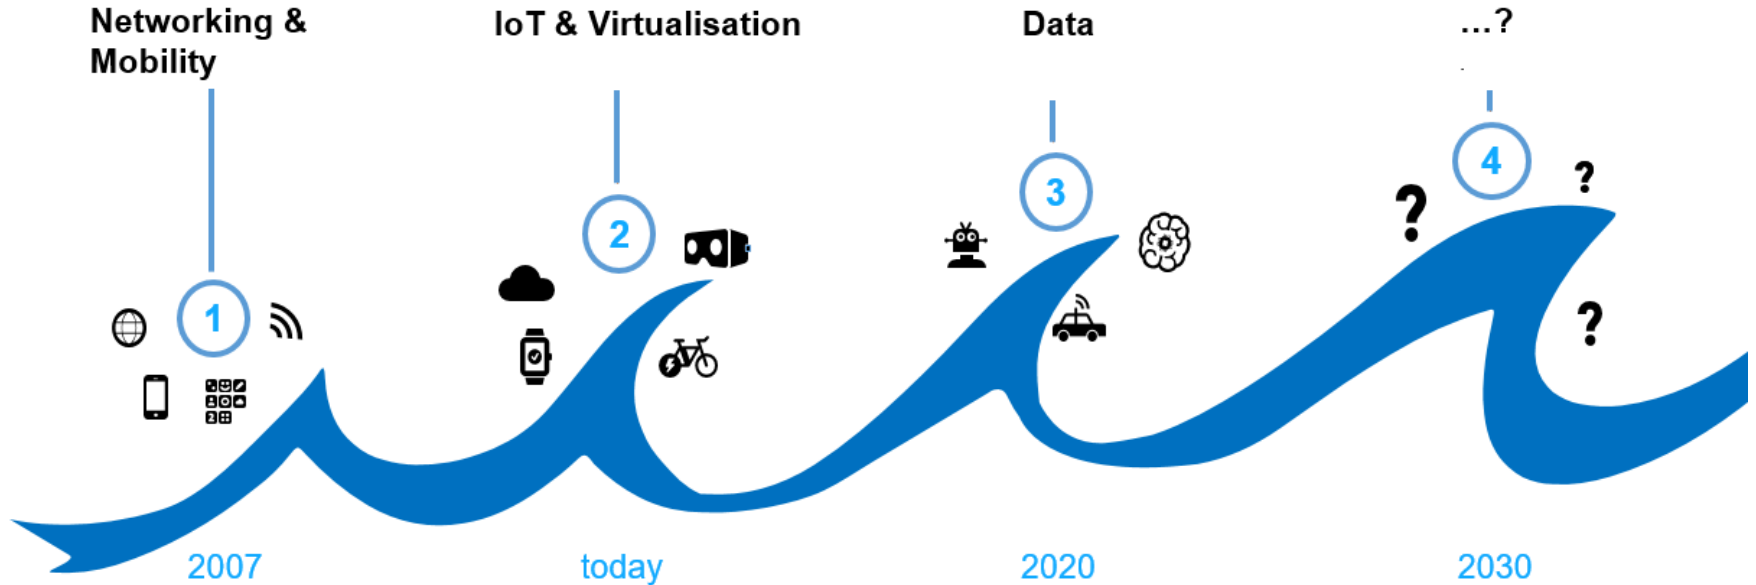 Networking &
Mobility
IoT & Virtualisation
Data
...?
1
2
3
4
?
?
?
2007
today
2020
2030